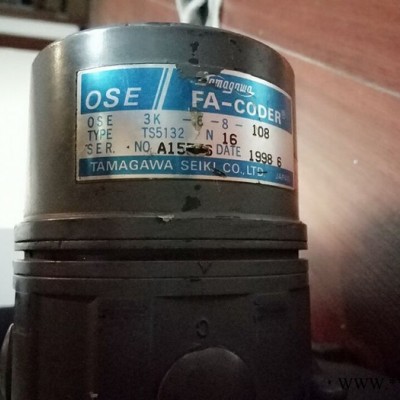 Tamagawa
OSE FA-CODER®
OSE 3K -6-8- 108
TYPE TS5132 N 16
SER. NO DATE 1998 6
TAMAGAWA SEIKI CO., LTD
www